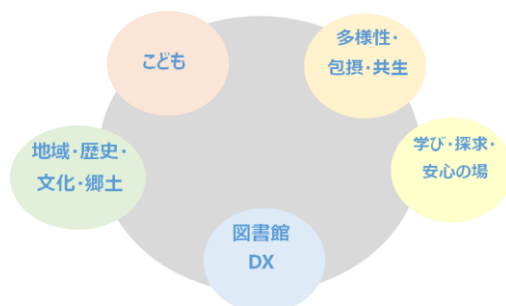 こども
多様性・
包摂・共生
地域・歴史・
文化・郷土
学び・探求・
安心の場
図書館
DX